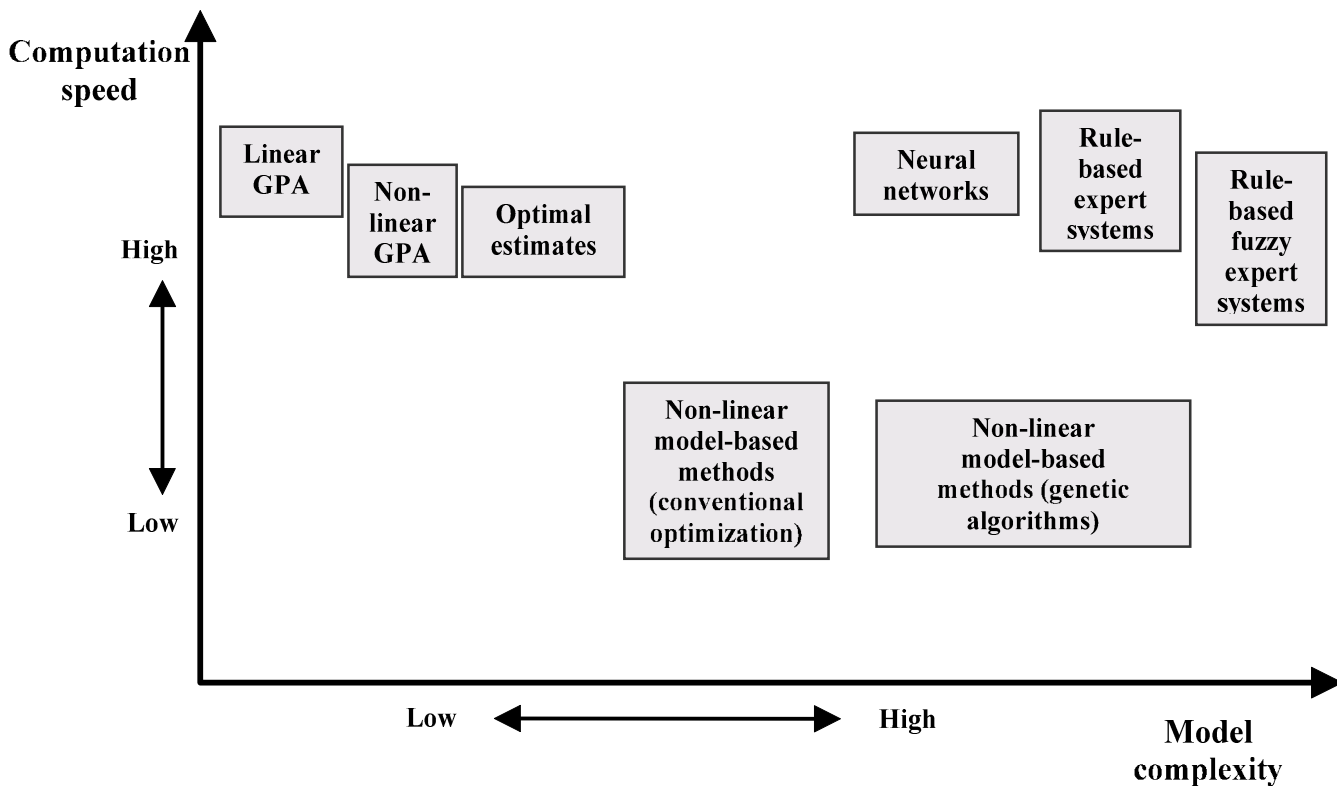 Computation
speed
Linear
GPA
Non-
linear
GPA
Optimal
estimates
Neural
networks
Rule-
based
expert
systems
Rule-
based
fuzzy
expert
systems
High
Low
Non-linear
model-based
methods
(conventional
optimization)
Non-linear
model-based
methods (genetic
algorithms)
Low
High
Model
complexity